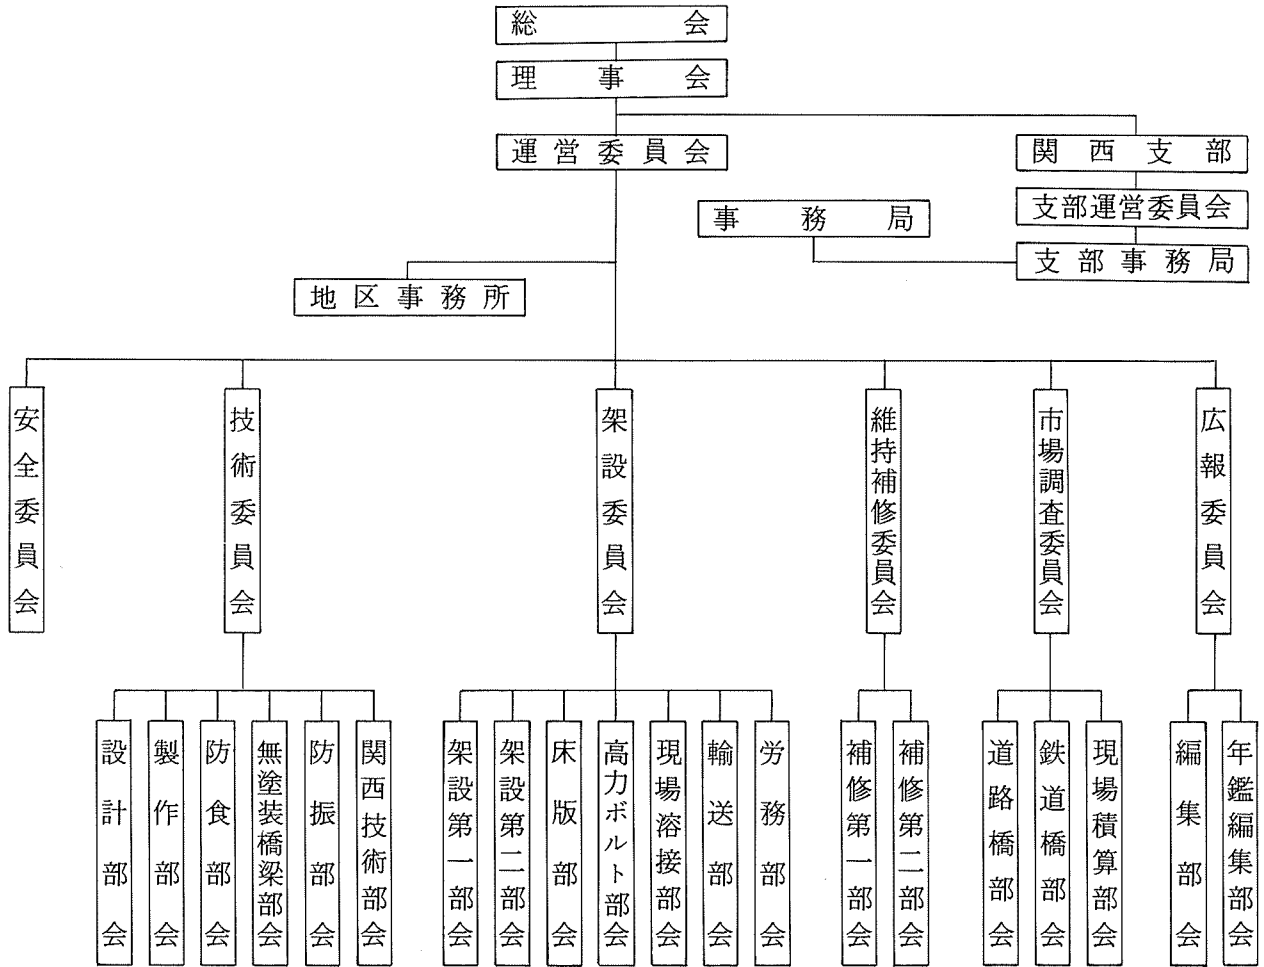 総会
理事会
運営委員会
関西支部
支部運営委員会
事務局
支部事務局
地区事務所
安全委員会
技術委員会
架設委員会
維持補修委員会
市場調査委員会
広報委員会
設計部会
製作部会
防食部会
無塗装橋梁部会
防振部会
関西技術部会
架設第一部会
架設第二部会
床版部会
高力ボルト部会
現場溶接部会
輸送部会
労務部会
補修第一部会
補修第二部会
道路橋部会
鉄道橋部会
現場積算部会
編集部会
年鑑編集部会